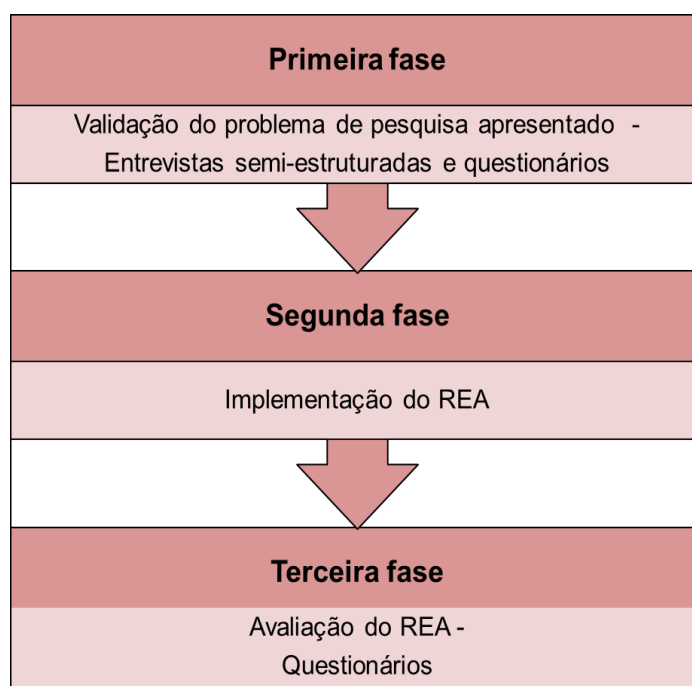 Primeira fase
Validação do problema de pesquisa apresentado -
Entrevistas semi-estruturadas e questionários
Segunda fase
Implementação do REA
Terceira fase
Avaliação do REA -
Questionários